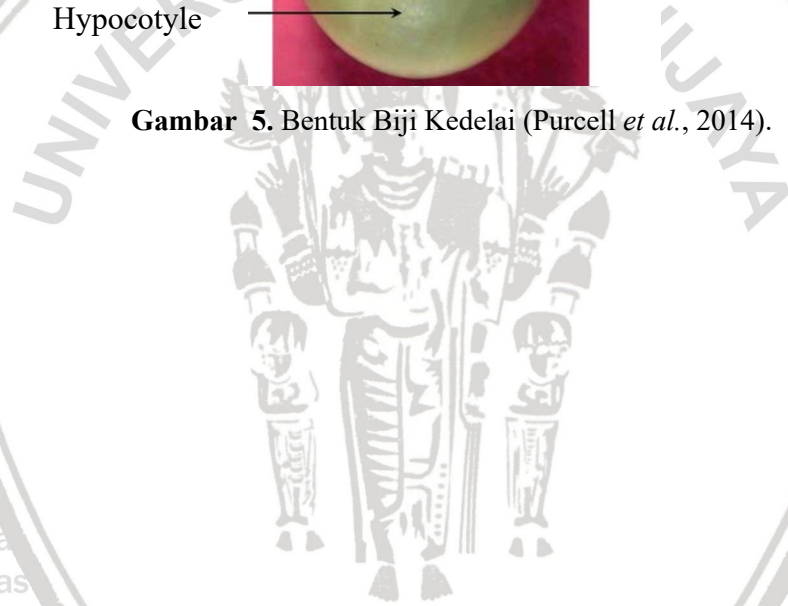 Hypocotyle
Gambar 5. Bentuk Biji Kedelai (Purcell et al., 2014).